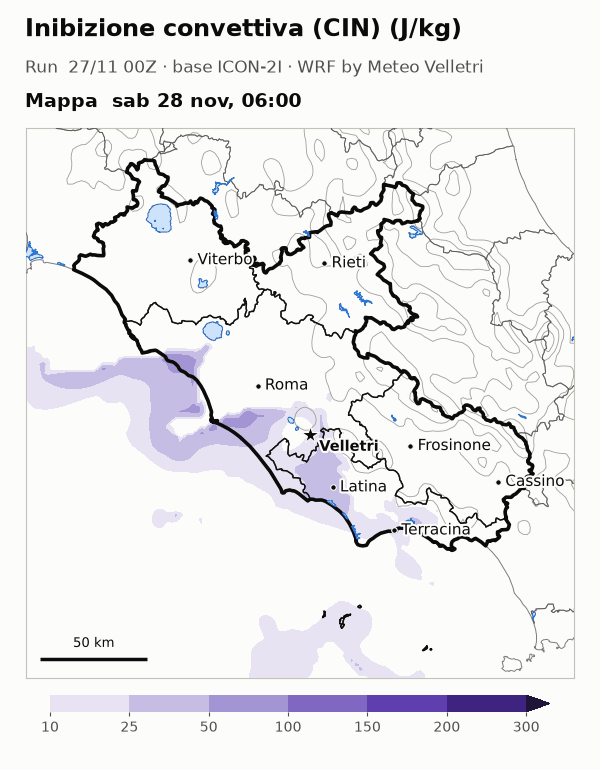 Inibizione convettiva (CIN) (J/kg)
Run 27/11 00Z · base ICON-2I · WRF by Meteo Velletri
Mappa sab 28 nov, 06:00
Viterbo
Rieti
Roma
Velletri
Frosinone
Latina
Cassino
Terracina
50 km
10 25 50 100 150 200 300